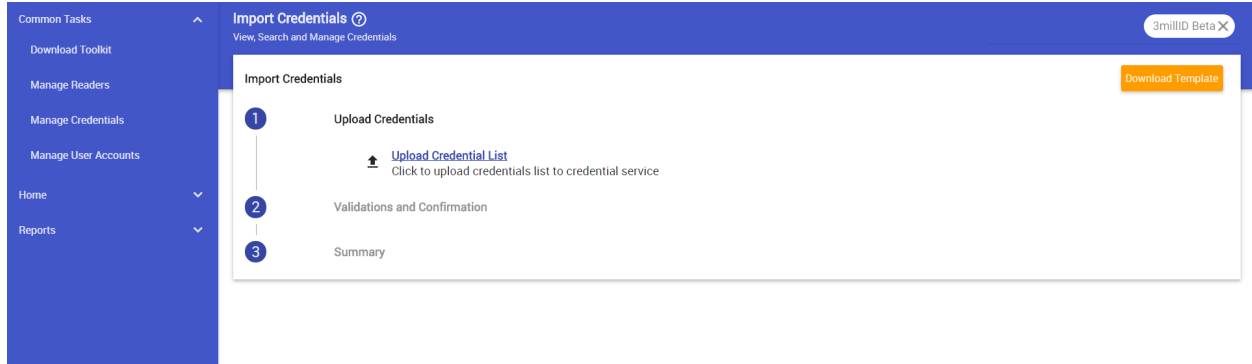 Common Tasks
Download Toolkit
Manage Readers
Manage Credentials
Manage User Accounts
Home
Reports
Import Credentials
View, Search and Manage Credentials
3millID Beta
Import Credentials
Download Template
1
Upload Credentials
Upload Credential List
Click to upload credentials list to credential service
2
Validations and Confirmation
3
Summary